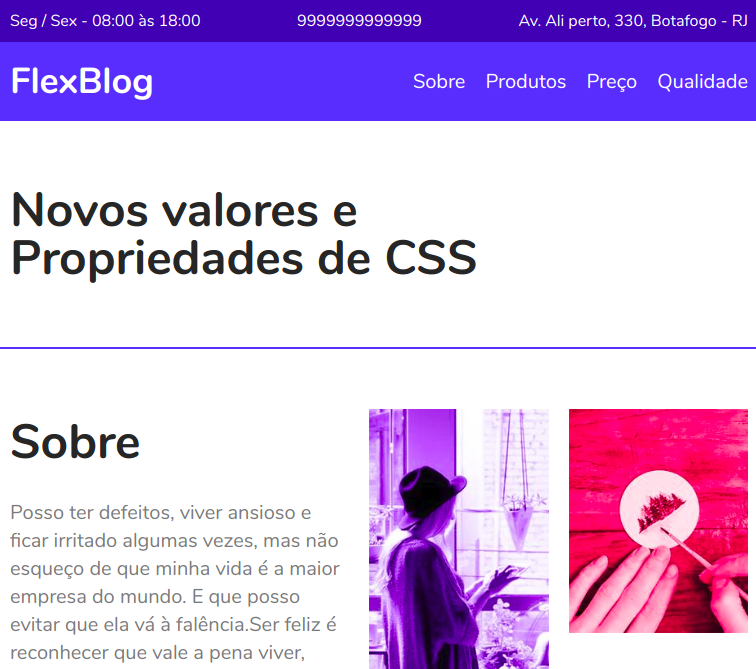 Seg / Sex - 08:00 às 18:00
9999999999999
Av. Ali perto, 330, Botafogo - RJ
FlexBlog
Sobre
Produtos
Preço
Qualidade
Novos valores e
Propriedades de CSS
Sobre
Posso ter defeitos, viver ansioso e
ficar irritado algumas vezes, mas não
esqueço de que minha vida é a maior
empresa do mundo. E que posso
evitar que ela vá à falência.Ser feliz é
reconhecer que vale a pena viver,